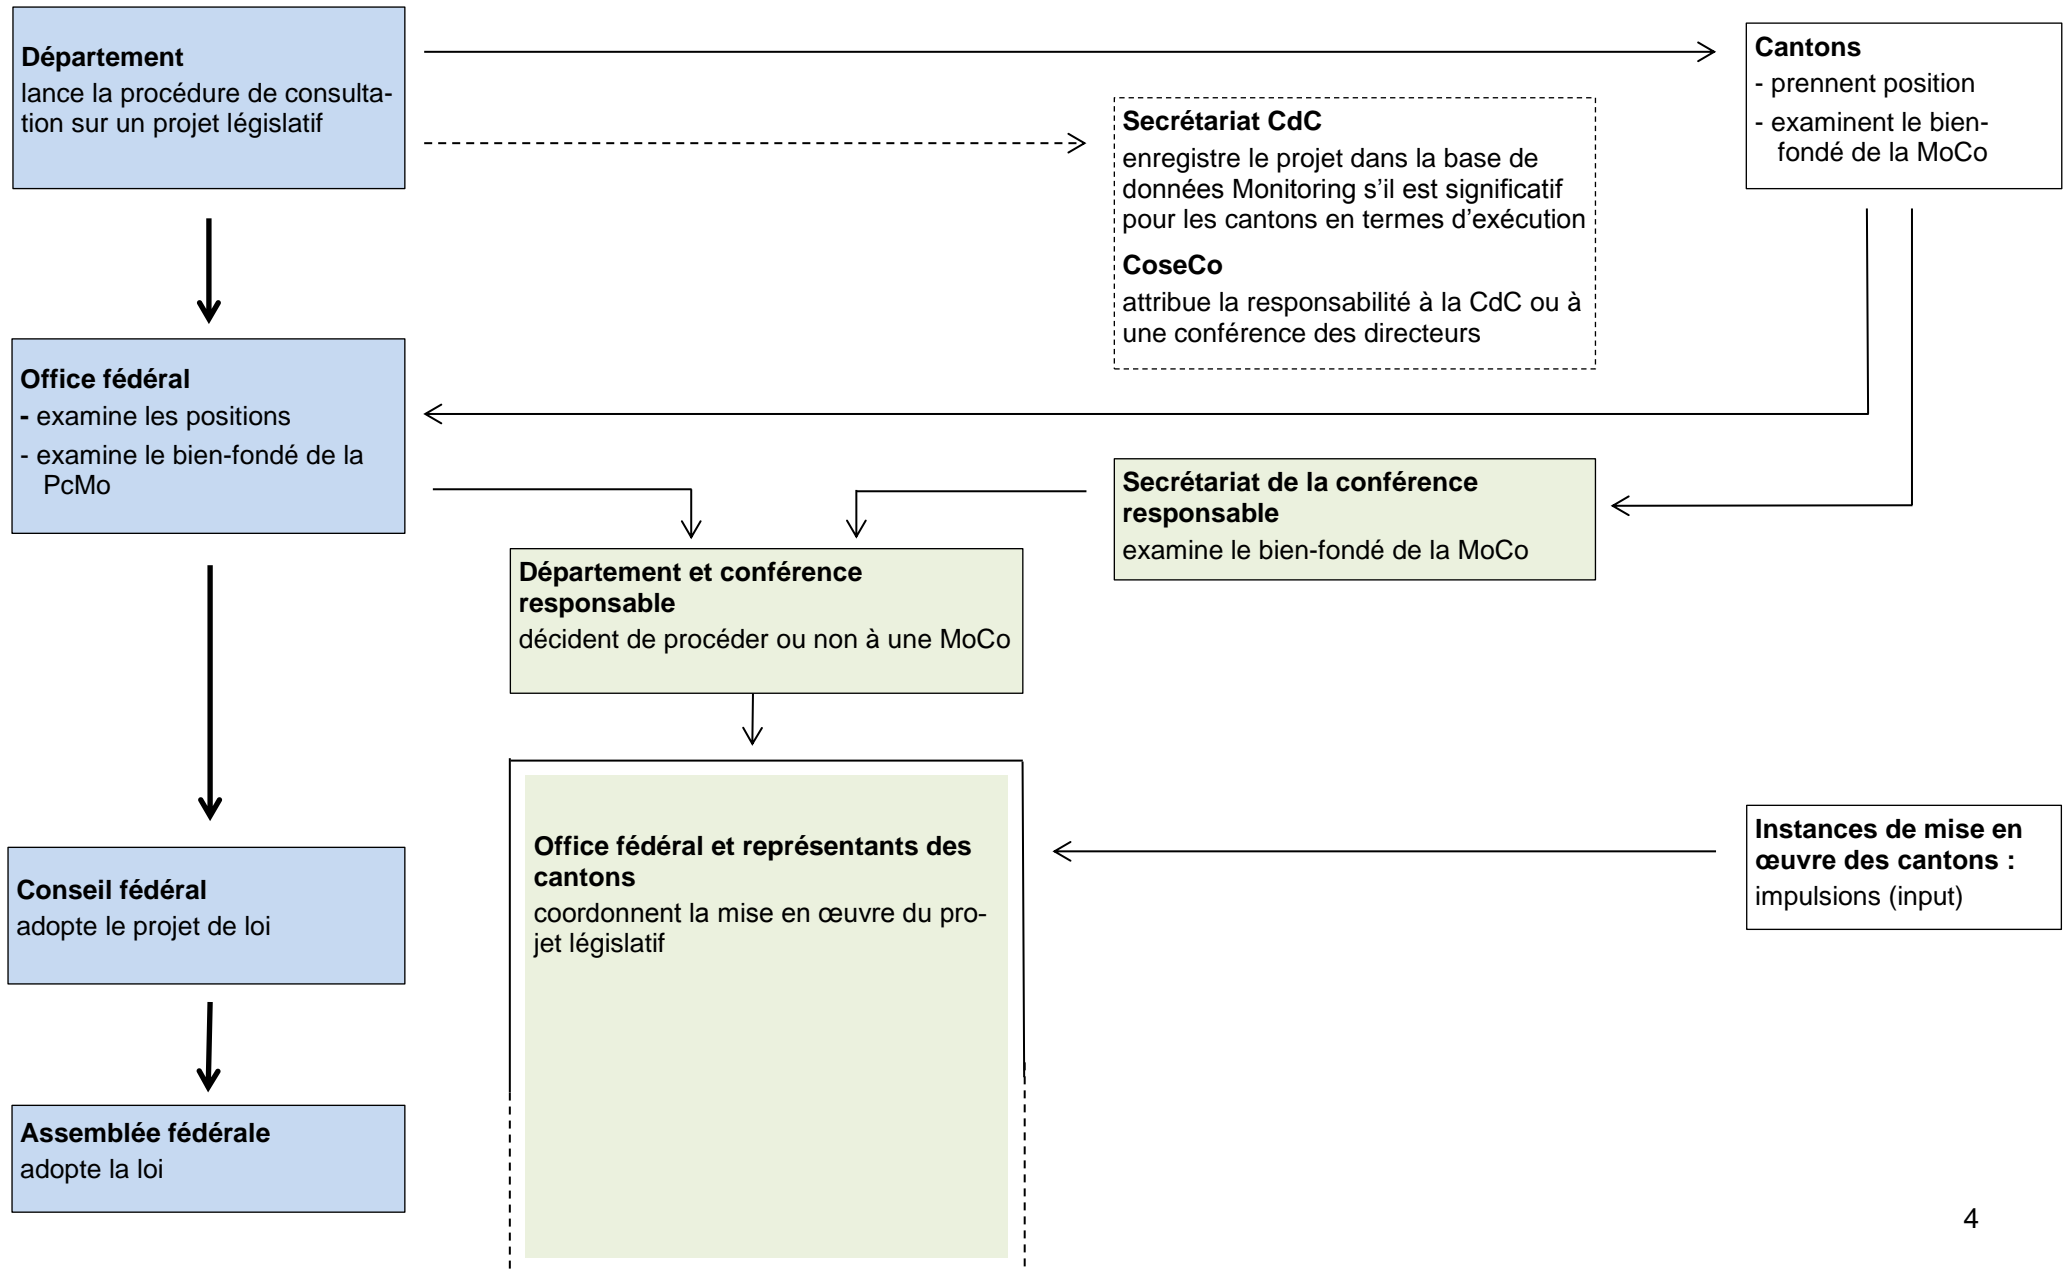 Département
lance la procédure de consulta-
tion sur un projet législatif
Cantons
- prennent position
- examinent le bien-
fondé de la MoCo
Secrétariat CdC
enregistre le projet dans la base de
données Monitoring s’il est significatif
pour les cantons en termes d’exécution
CoseCo
attribue la responsabilité à la CdC ou à
une conférence des directeurs
Office fédéral
- examine les positions
- examine le bien-fondé de la
PcMo
Secrétariat de la conférence
responsable
examine le bien-fondé de la MoCo
Département et conférence
responsable
décident de procéder ou non à une MoCo
Office fédéral et représentants des
cantons
coordonnent la mise en œuvre du pro-
jet législatif
Instances de mise en
œuvre des cantons :
impulsions (input)
Conseil fédéral
adopte le projet de loi
Assemblée fédérale
adopte la loi
4